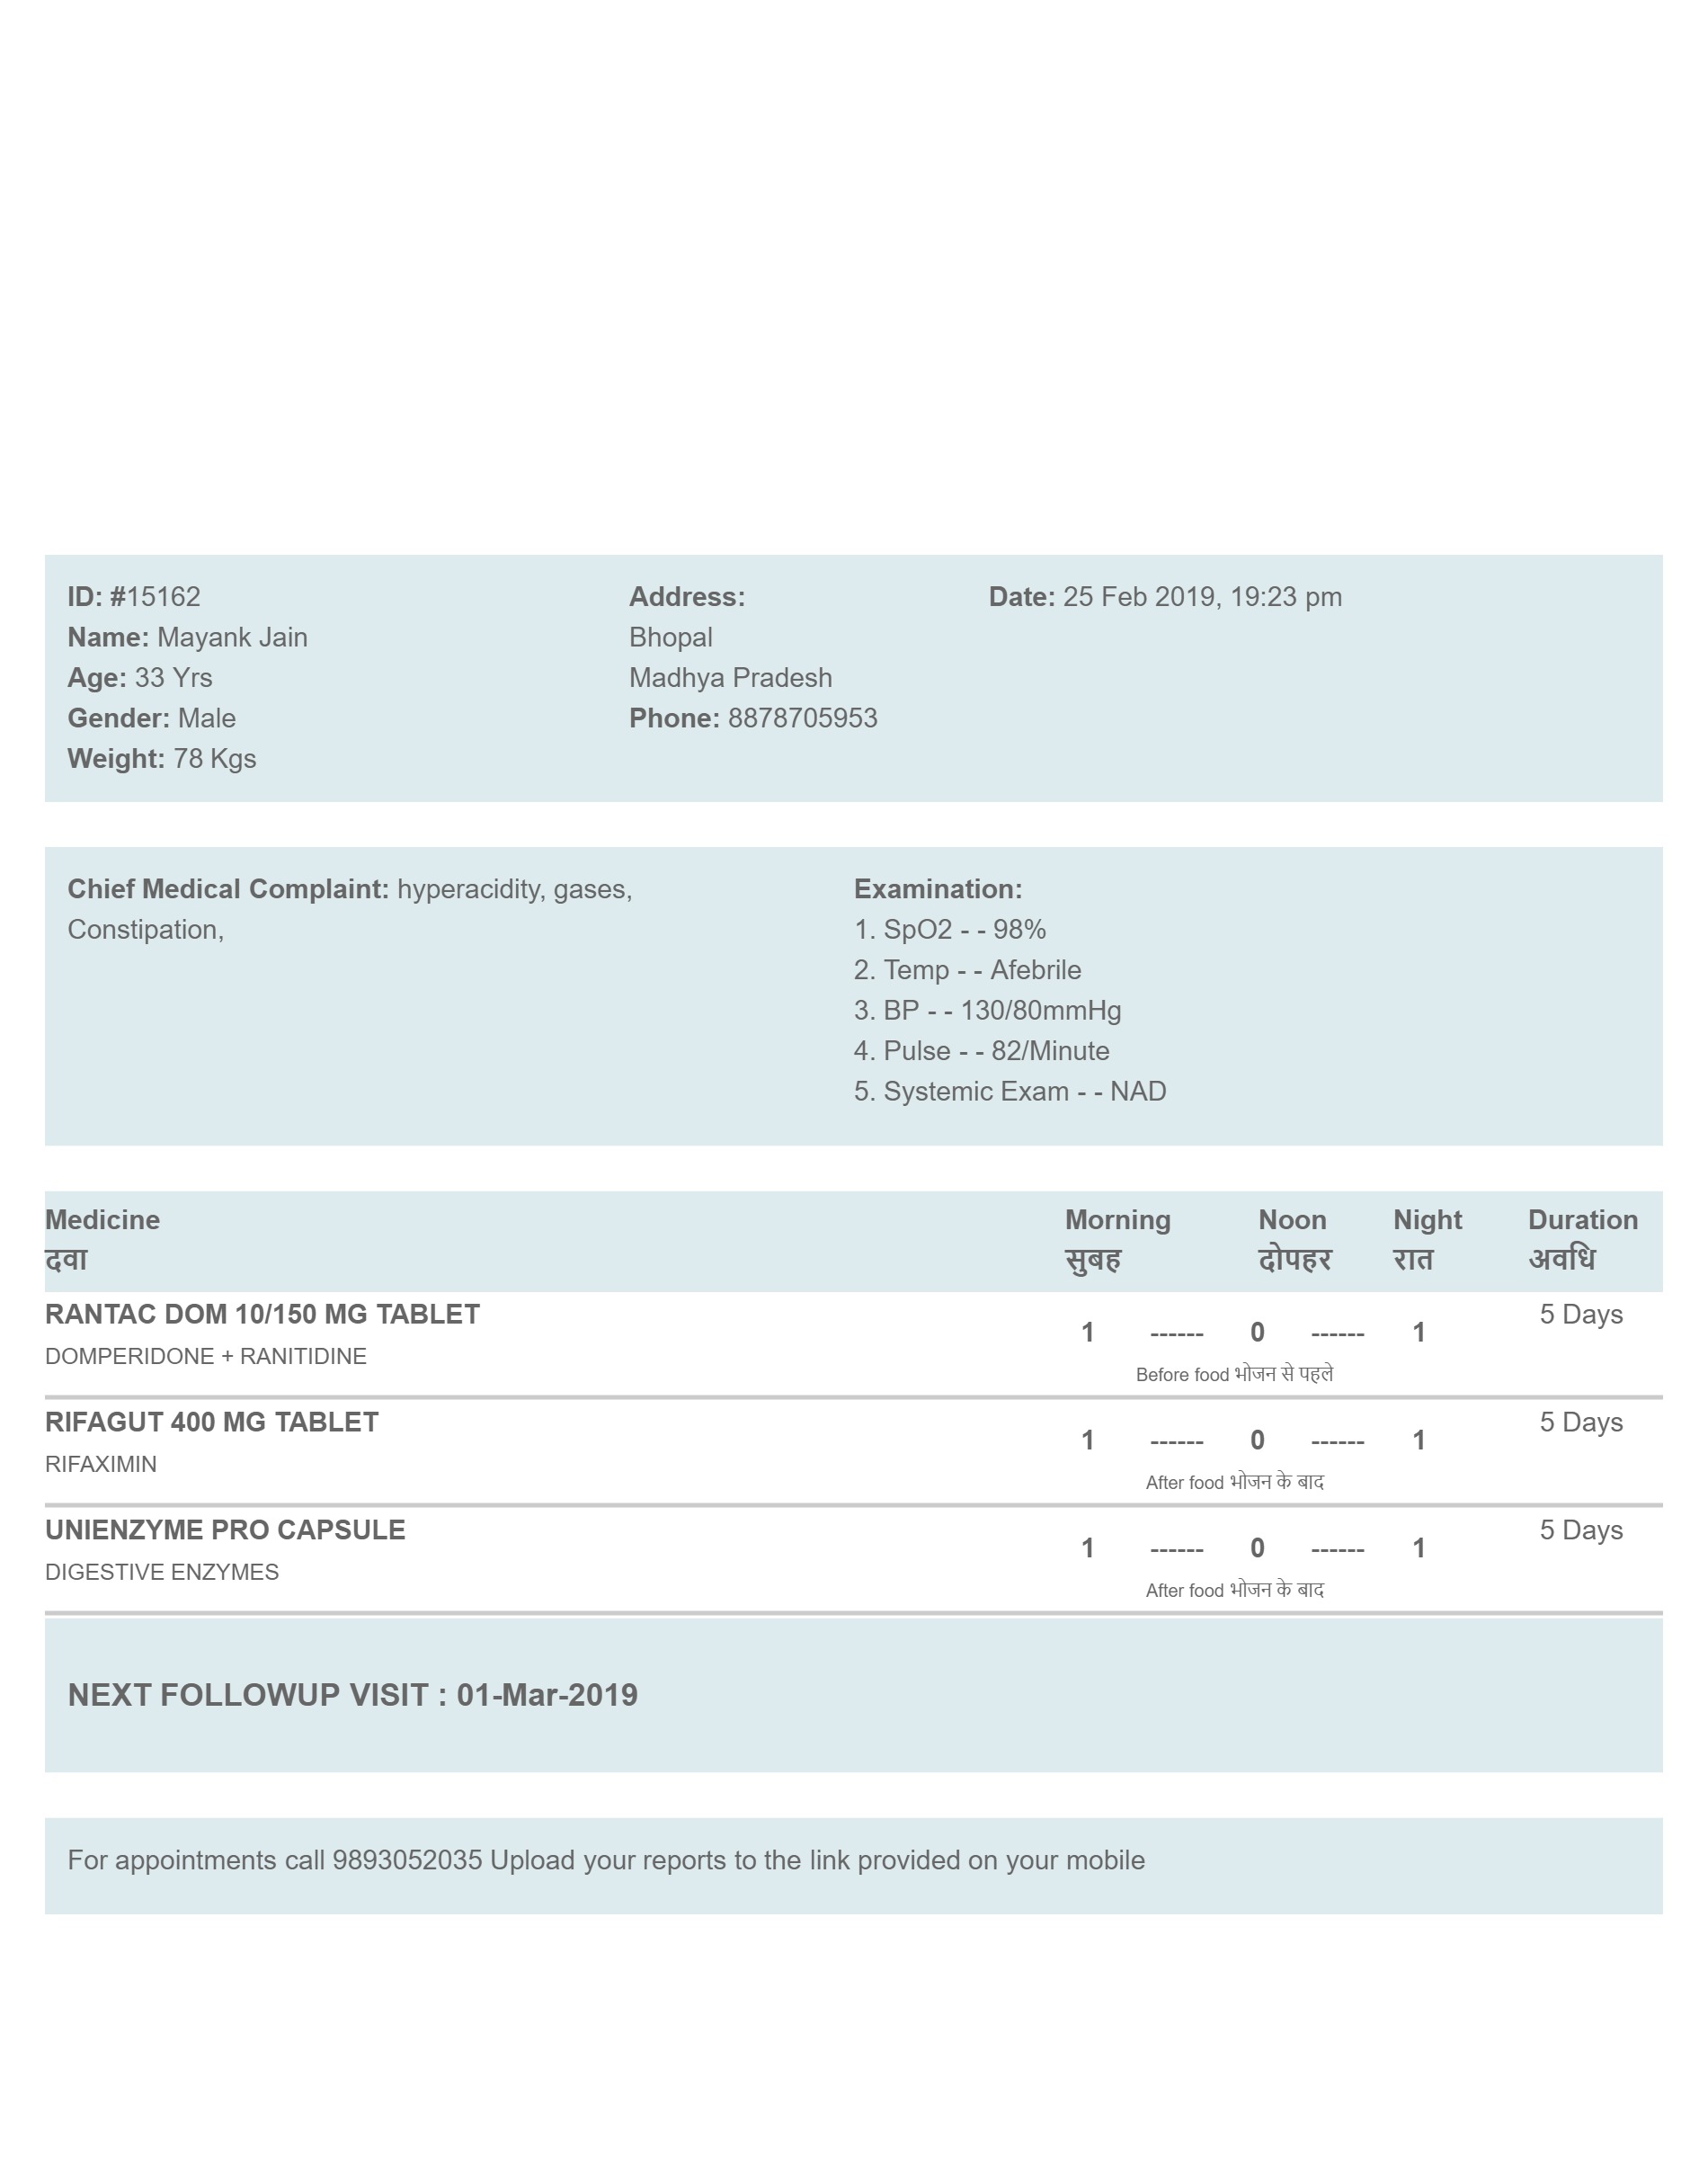 ID: #15162
Name: Mayank Jain
Age: 33 Yrs
Gender: Male
Weight: 78 Kgs
Address:
Bhopal
Madhya Pradesh
Phone: 8878705953
Date: 25 Feb 2019, 19:23 pm
Chief Medical Complaint: hyperacidity, gases,
Constipation,
Examination:
1. SpO2 - - 98%
2. Temp - - Afebrile
3. BP - - 130/80mmHg
4. Pulse - - 82/Minute
5. Systemic Exam - - NAD
Medicine Morning Noon Night Duration
दवा सुबह दोपहर रात अवधि
RANTAC DOM 10/150 MG TABLET 5 Days
1 ------ 0 ------ 1
DOMPERIDONE + RANITIDINE
Before food भोजन से पहले
RIFAGUT 400 MG TABLET 5 Days
1 ------ 0 ------ 1
RIFAXIMIN
After food भोजन के बाद
UNIENZYME PRO CAPSULE 5 Days
1 ------ 0 ------ 1
DIGESTIVE ENZYMES
After food भोजन के बाद
NEXT FOLLOWUP VISIT : 01-Mar-2019
For appointments call 9893052035 Upload your reports to the link provided on your mobile